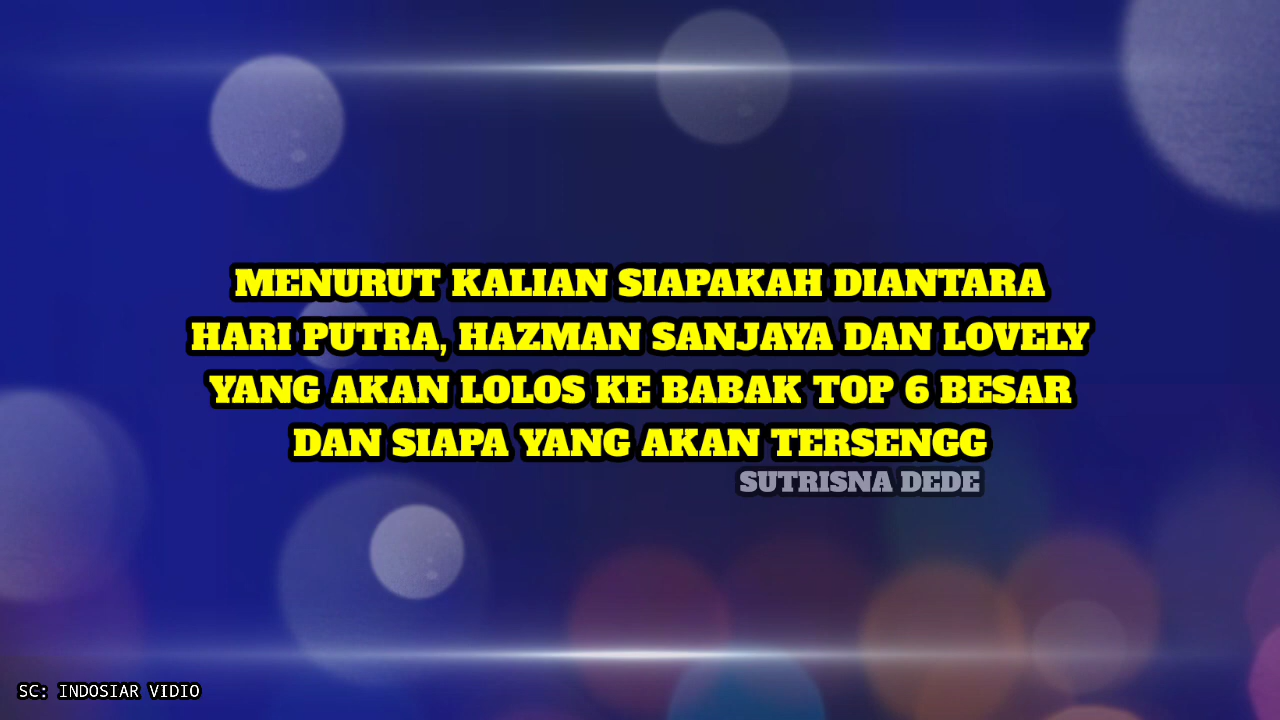 MENURUT KALIAN SIAPAKAH DIANTARA
HARI PUTRA, HAZMAN SANJAYA DAN LOVELY
YANG AKAN LOLOS KE BABAK TOP 6 BESAR
DAN SIAPA YANG AKAN TERSENGG
SUTRISNA DEDE
SC: INDOSIAR VIDIO